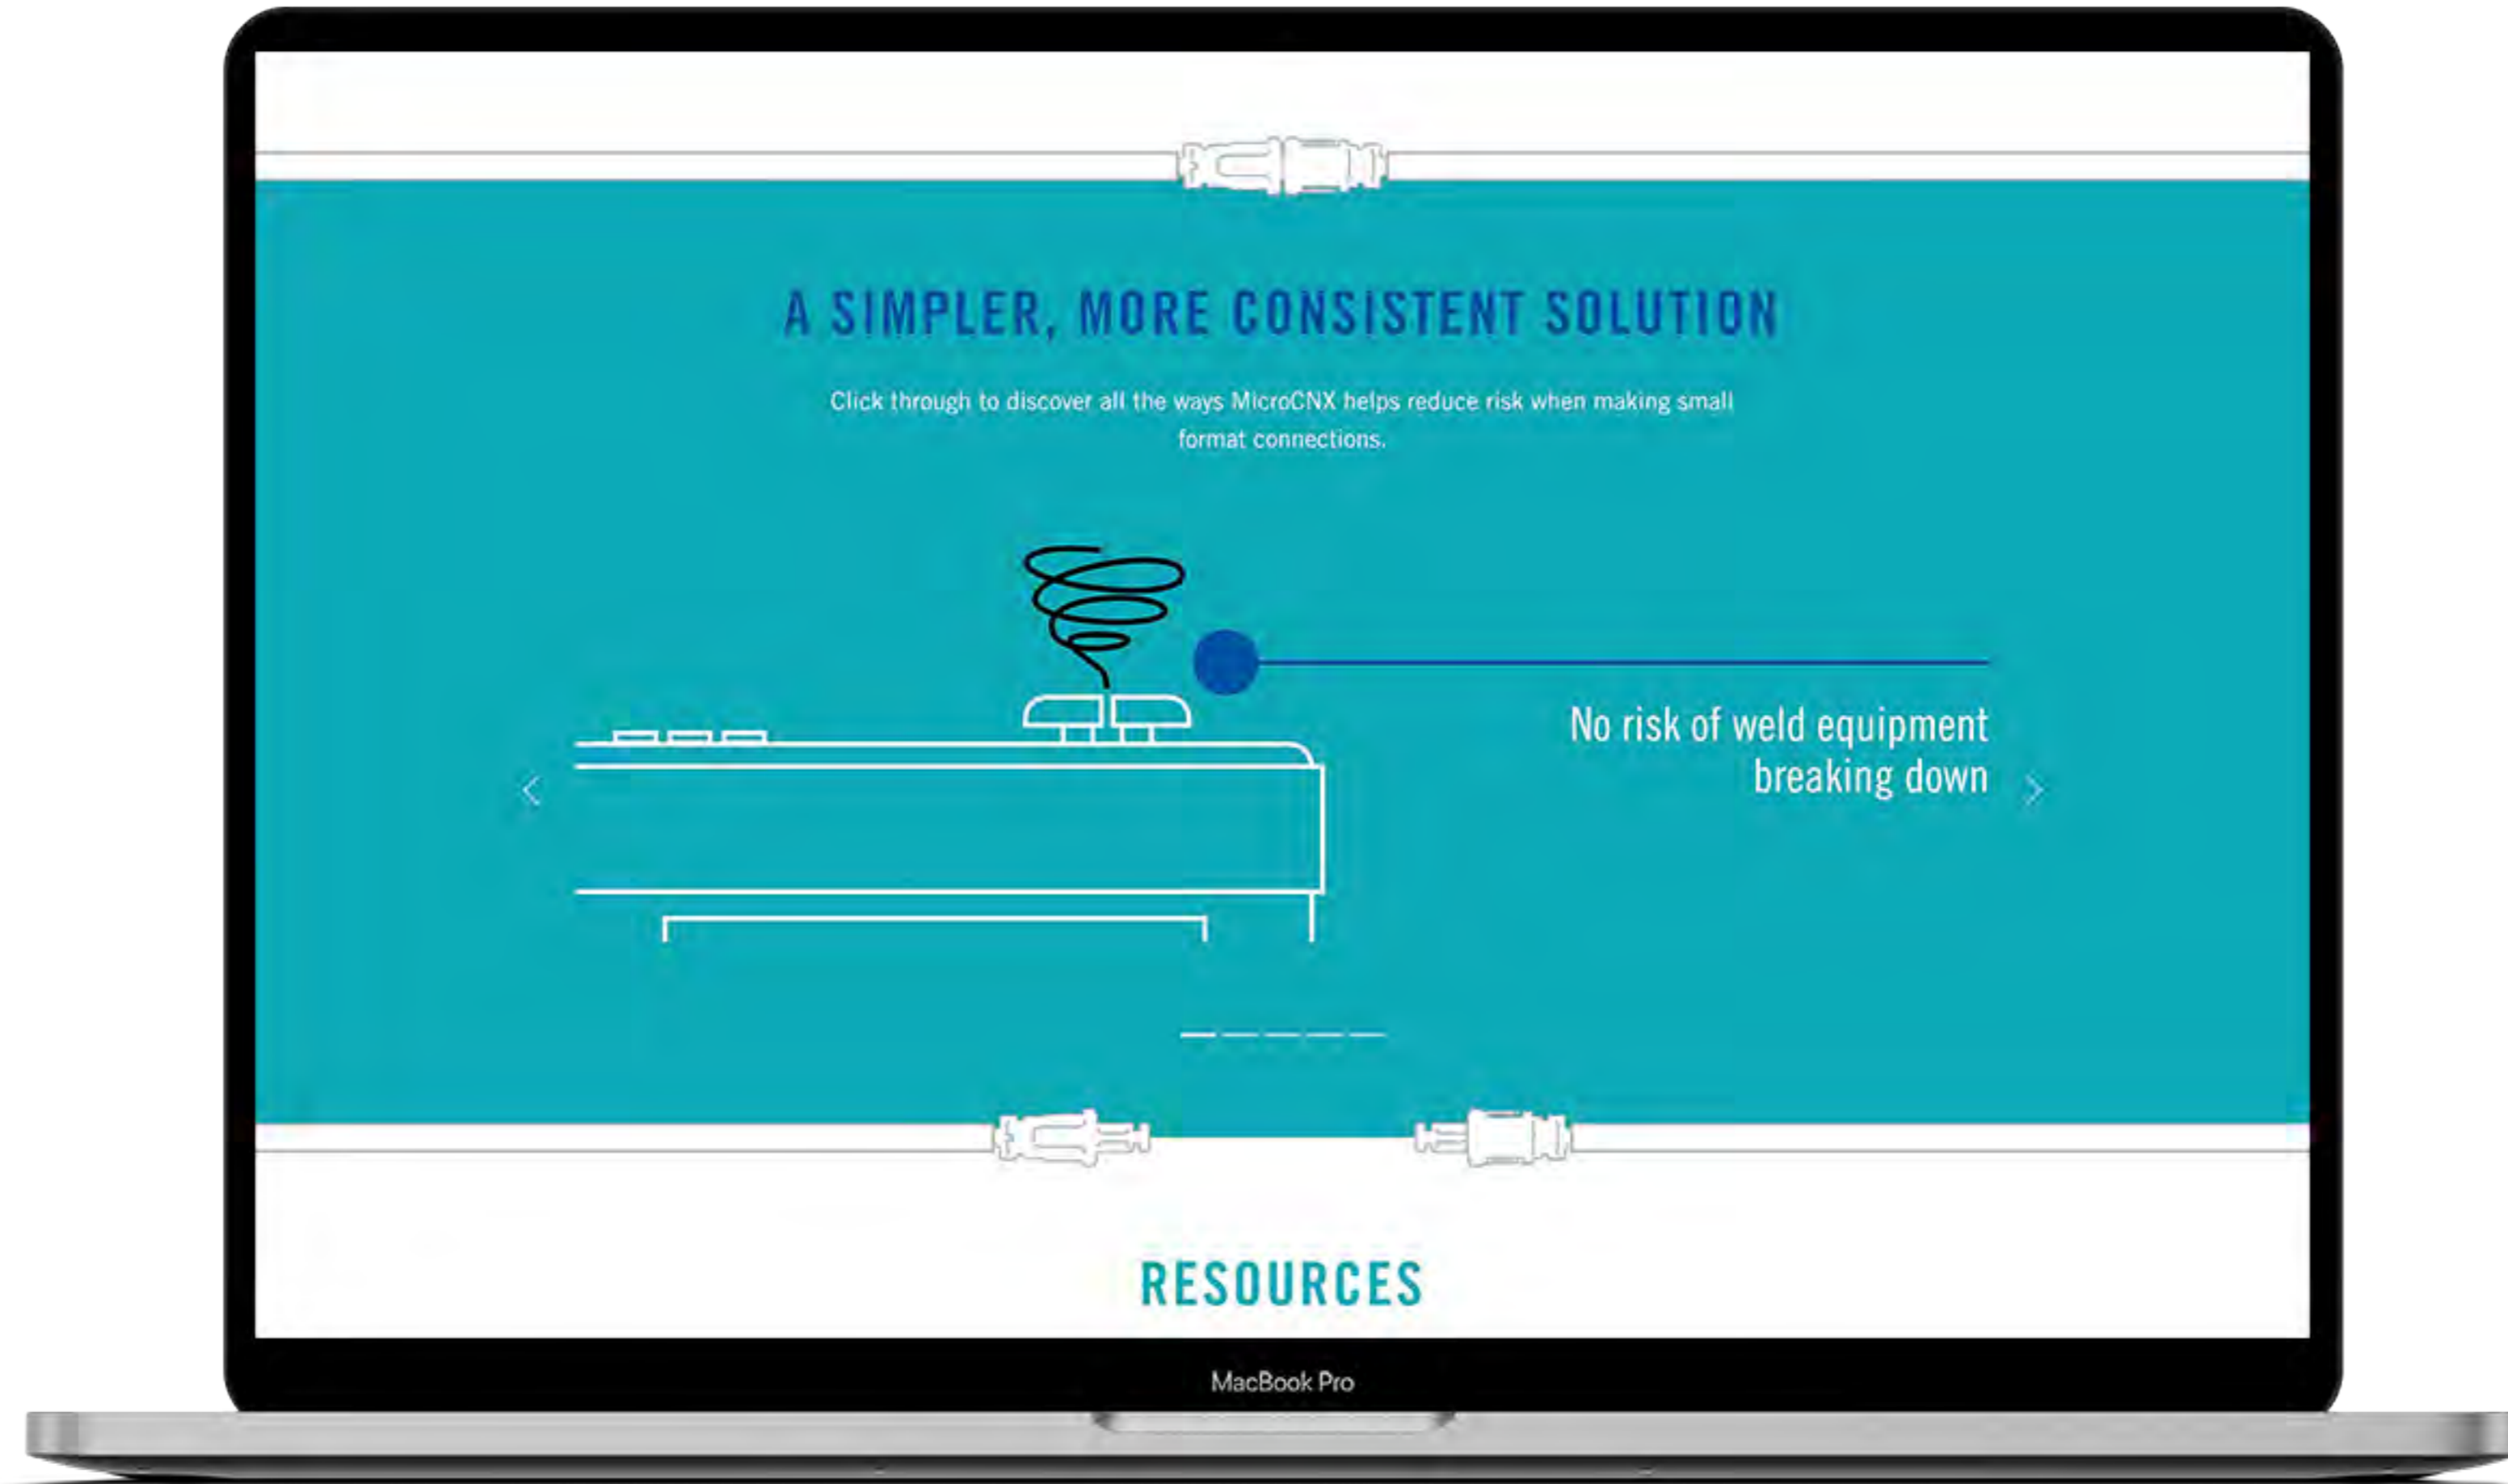 A SIMPLER, MORE CONSISTENT SOLUTION
Click through to discover all the ways MicroCNX helps reduce risk when making small
format connections.
No risk of weld equipment
breaking down
RESOURCES
MacBook Pro